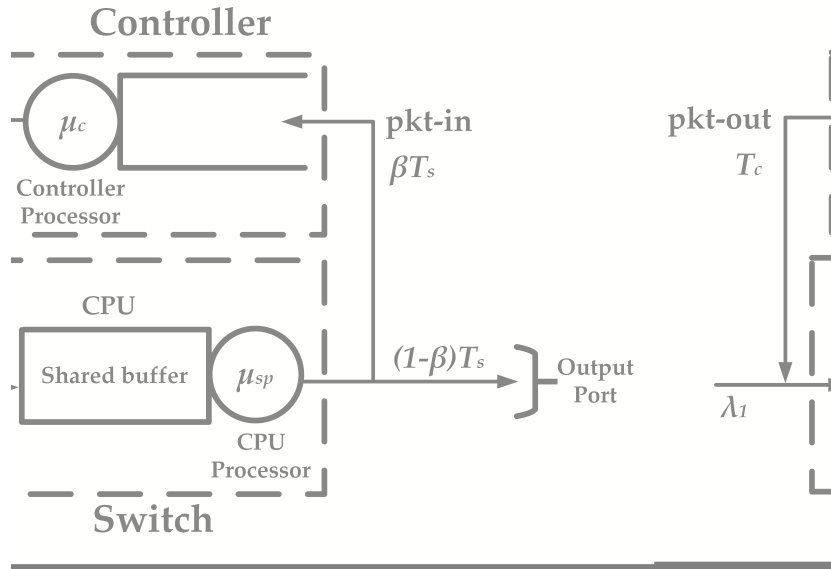 Controller
μc
pkt-in
βTs
Controller
Processor
pkt-out
Tc
CPU
Shared buffer
μsp
CPU
Processor
(1-β)Ts
Output
Port
λ1
Switch